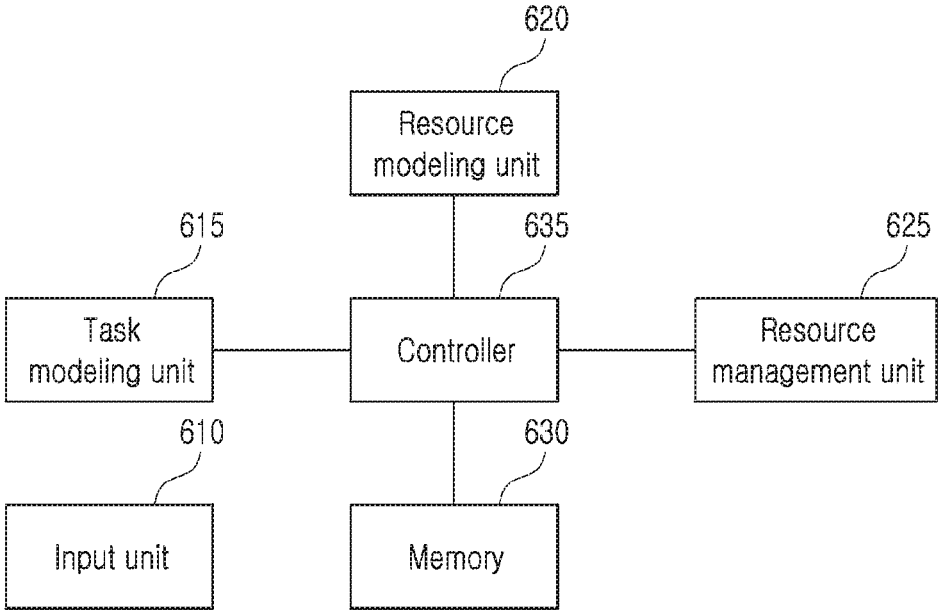 620
Resource
modeling unit
615
635
625
Task
modeling unit
Controller
Resource
management unit
610
630
Input unit
Memory